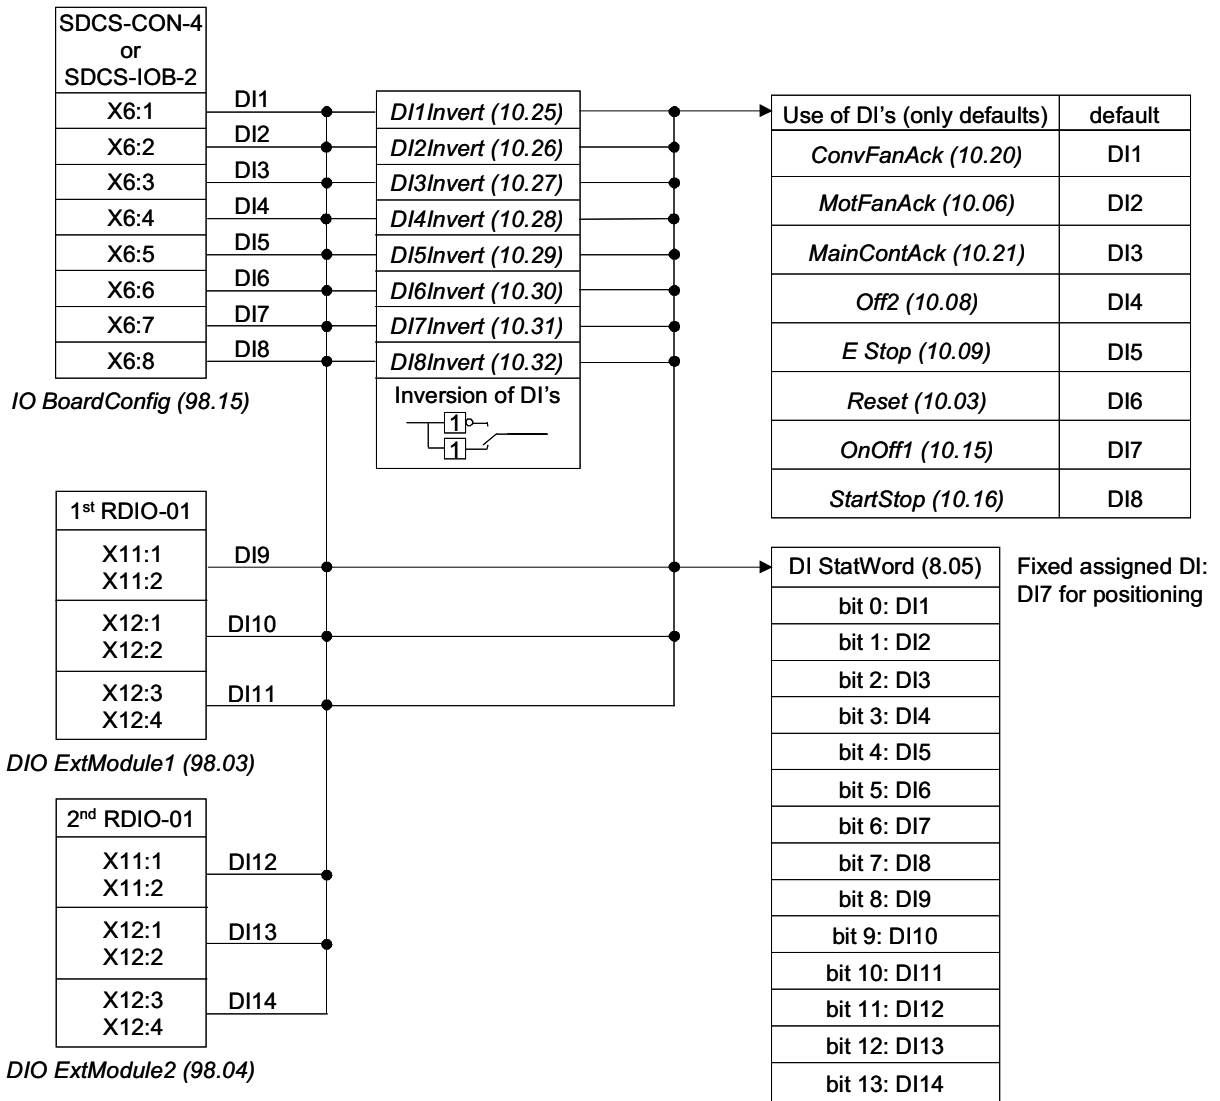 SDCS-CON-4
or
SDCS-IOB-2
X6:1
X6:2
X6:3
X6:4
X6:5
X6:6
X6:7
X6:8
IO BoardConfig (98.15)
DI1
DI2
DI3
DI4
DI5
DI6
DI7
DI8
DI1Invert (10.25)
DI2Invert (10.26)
DI3Invert (10.27)
DI4Invert (10.28)
DI5Invert (10.29)
DI6Invert (10.30)
DI7Invert (10.31)
DI8Invert (10.32)
Inversion of DI's
1
1
Use of DI's (only defaults) default
ConvFanAck (10.20) DI1
MotFanAck (10.06) DI2
MainContAck (10.21) DI3
Off2 (10.08) DI4
E Stop (10.09) DI5
Reset (10.03) DI6
OnOff1 (10.15) DI7
StartStop (10.16) DI8
1st RDIO-01
X11:1
X11:2
X12:1
X12:2
X12:3
X12:4
DIO ExtModule1 (98.03)
DI9
DI10
DI11
2nd RDIO-01
X11:1
X11:2
X12:1
X12:2
X12:3
X12:4
DIO ExtModule2 (98.04)
DI12
DI13
DI14
DI StatWord (8.05)
bit 0: DI1
bit 1: DI2
bit 2: DI3
bit 3: DI4
bit 4: DI5
bit 5: DI6
bit 6: DI7
bit 7: DI8
bit 8: DI9
bit 9: DI10
bit 10: DI11
bit 11: DI12
bit 12: DI13
bit 13: DI14
Fixed assigned DI:
DI7 for positioning